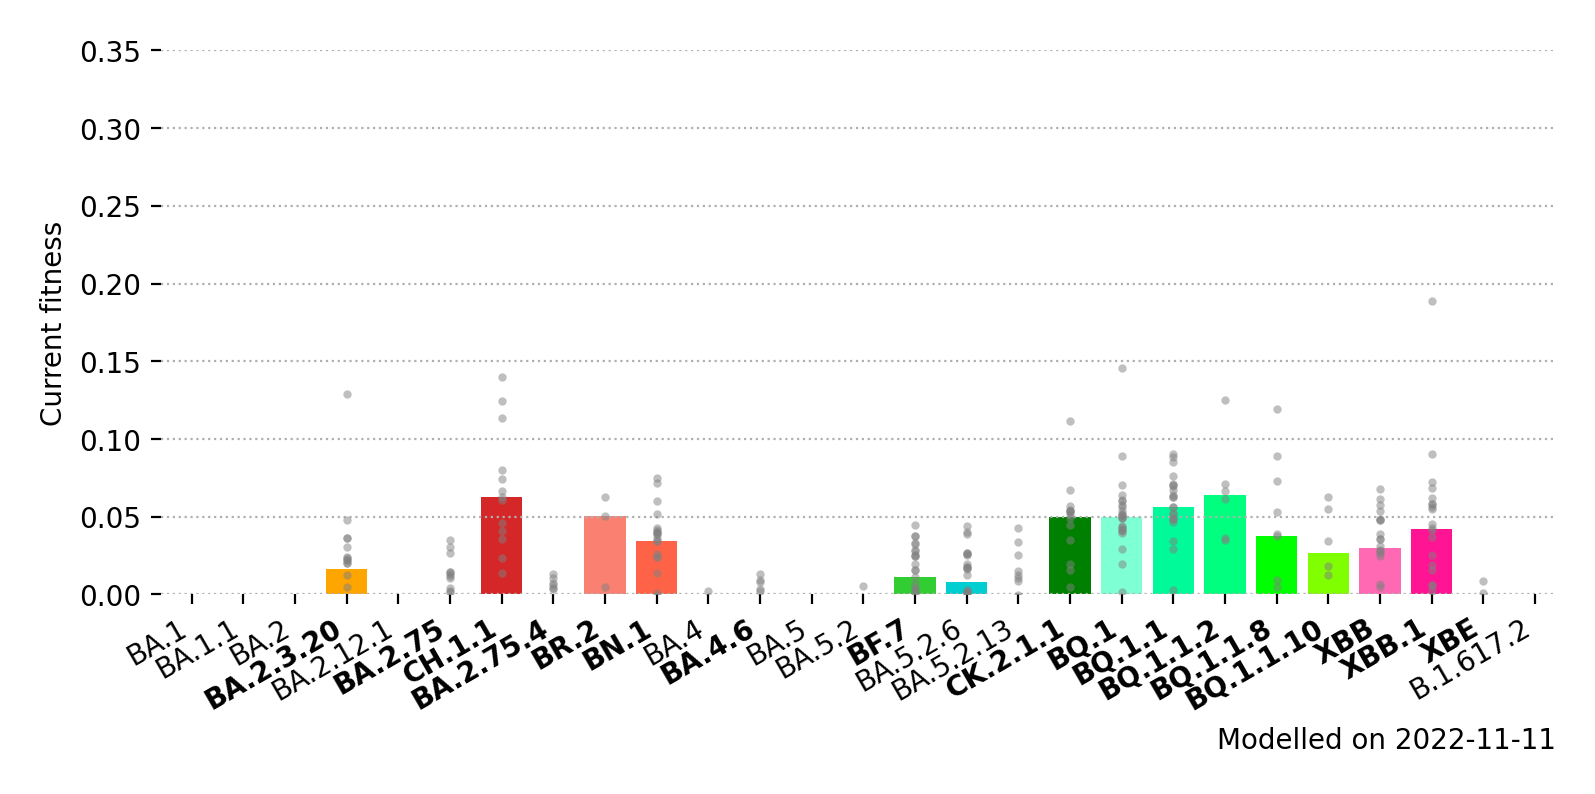 0.35
0.30
0.25
0.20
0.15
0.10
0.05
0.00
Current fitness
BA.1
BA.1.1
BA.2
BA.2.3.20
BA.2.12.1
BA.2.75
CH.1.1
BA.2.75.4
BR.2
BN.1
BA.4
BA.4.6
BA.5
BA.5.2
BF.7
BA.5.2.6
BA.5.2.13
CK.2.1.1
BQ.1
BQ.1.1
BQ.1.1.2
BQ.1.1.8
BQ.1.1.10
XBB
XBB.1
XBE
B.1.617.2
Modelled on 2022-11-11